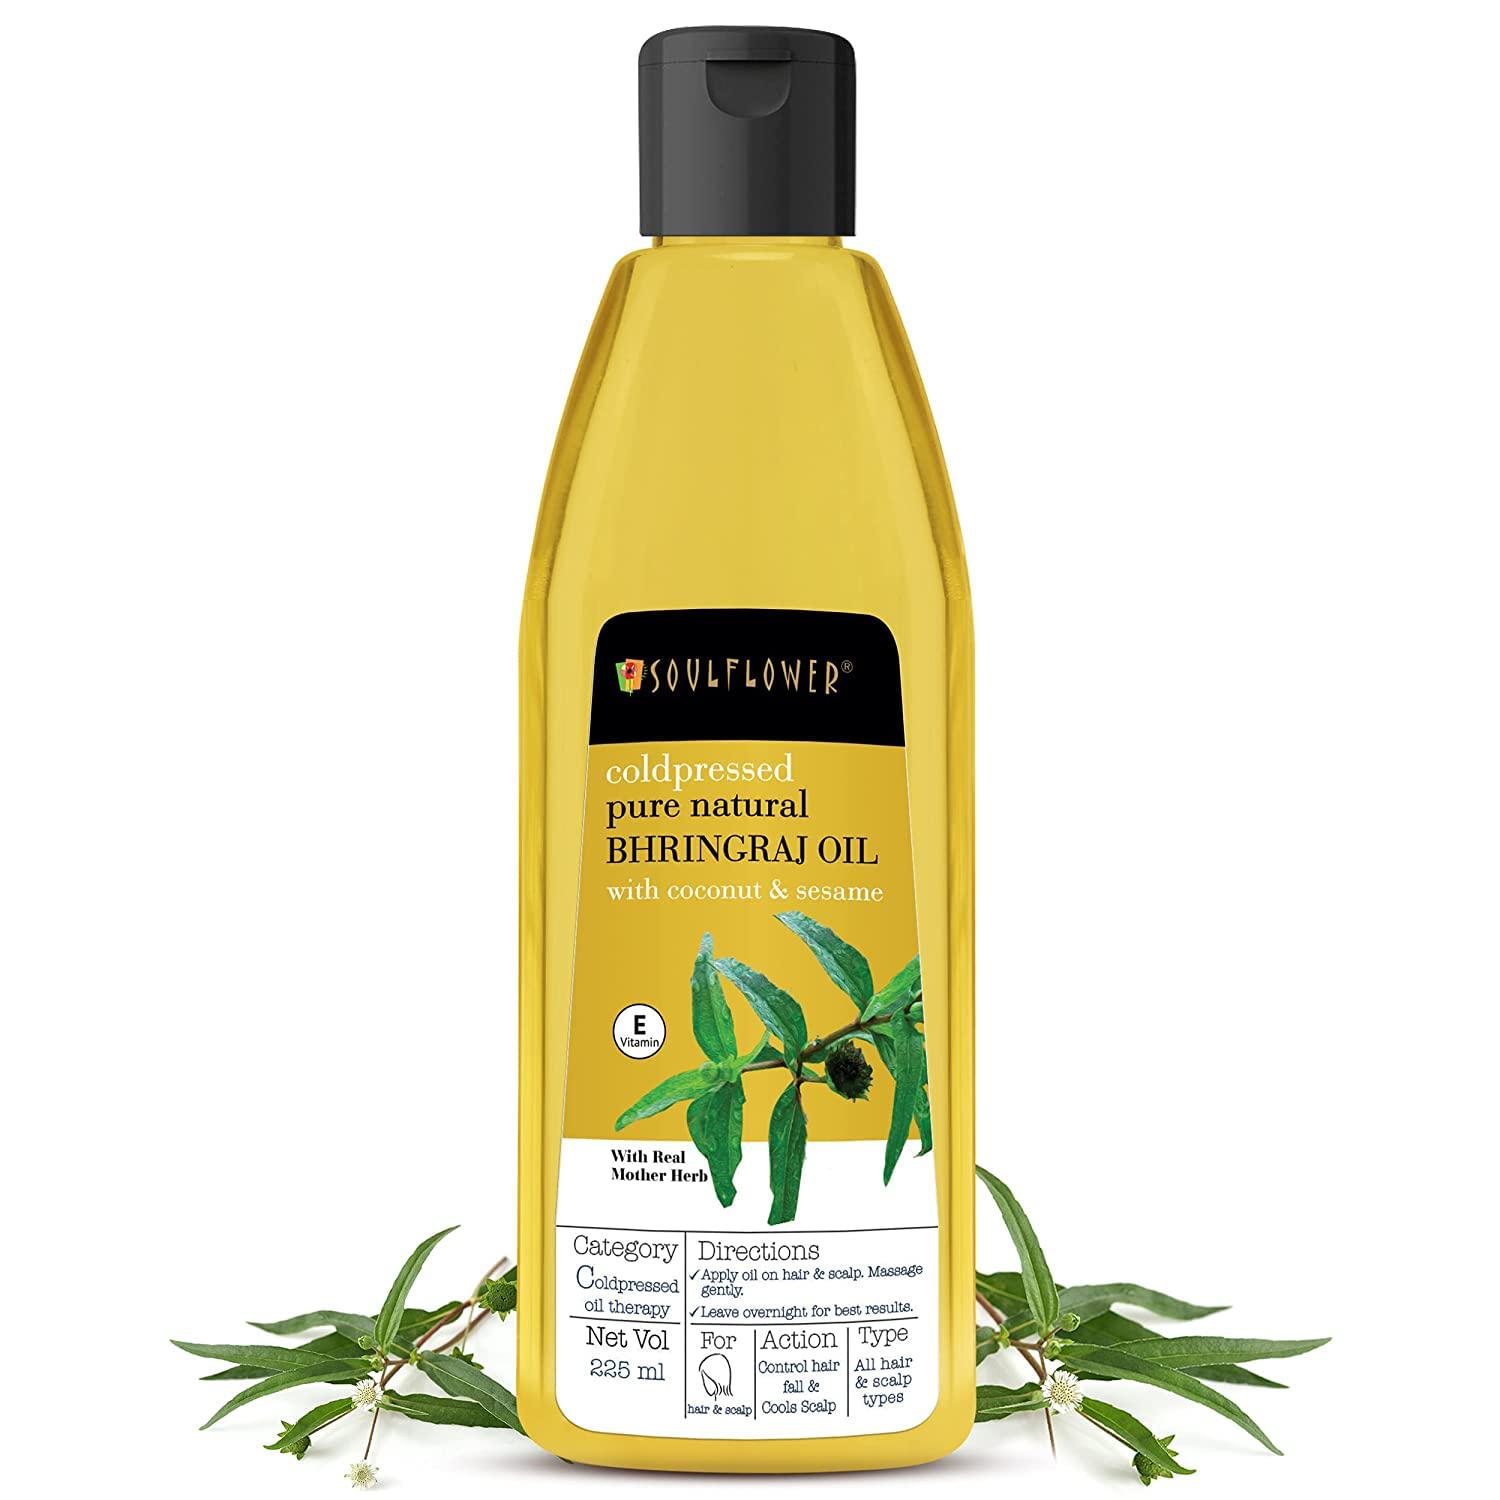 SOULFLOWER®
coldpressed
pure natural
BHRINGRAJ OIL
with coconut & sesame
E
Vitamin
With Real
Mother Herb
Category
Coldpressed
oil therapy
Directions
✓Apply oil on hair & scalp. Massage
gently.
✓Leave overnight for best results.
Net Vol
225 ml
For
hair & scalp
Action
Control hair
fall &
Cools Scalp
Type
All hair
& scalp
types